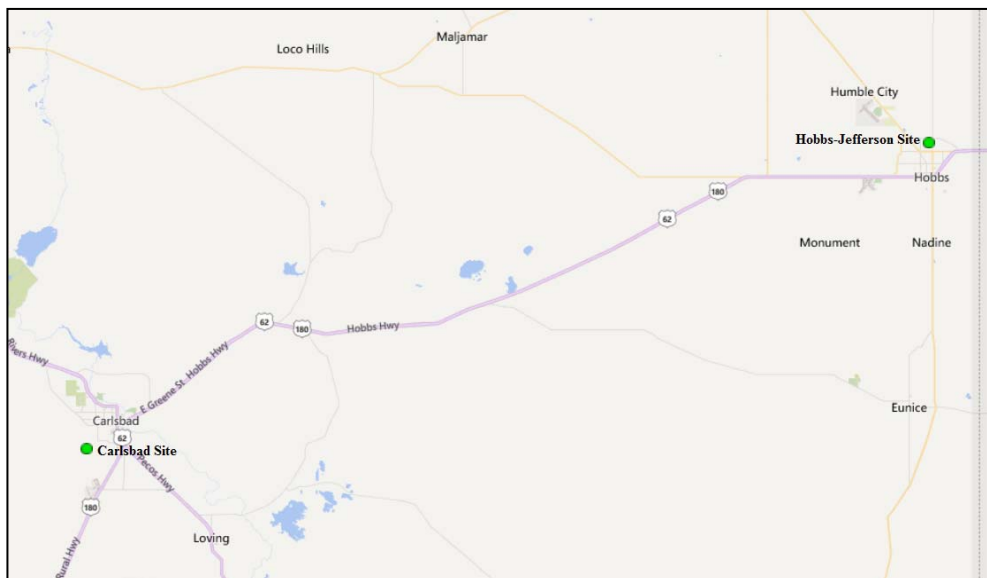 Maljamar
Loco Hills
a
Humble City
Hobbs-Jefferson Site
Hobbs
180
62
Monument
Nadine
62
180
Hobbs Hwy
E Greene St Hobbs Hwy
Rivers Hwy
Eunice
Carlsbad
62
Carlsbad Site
Pecos Hwy
180
Loving
Rural Hwy